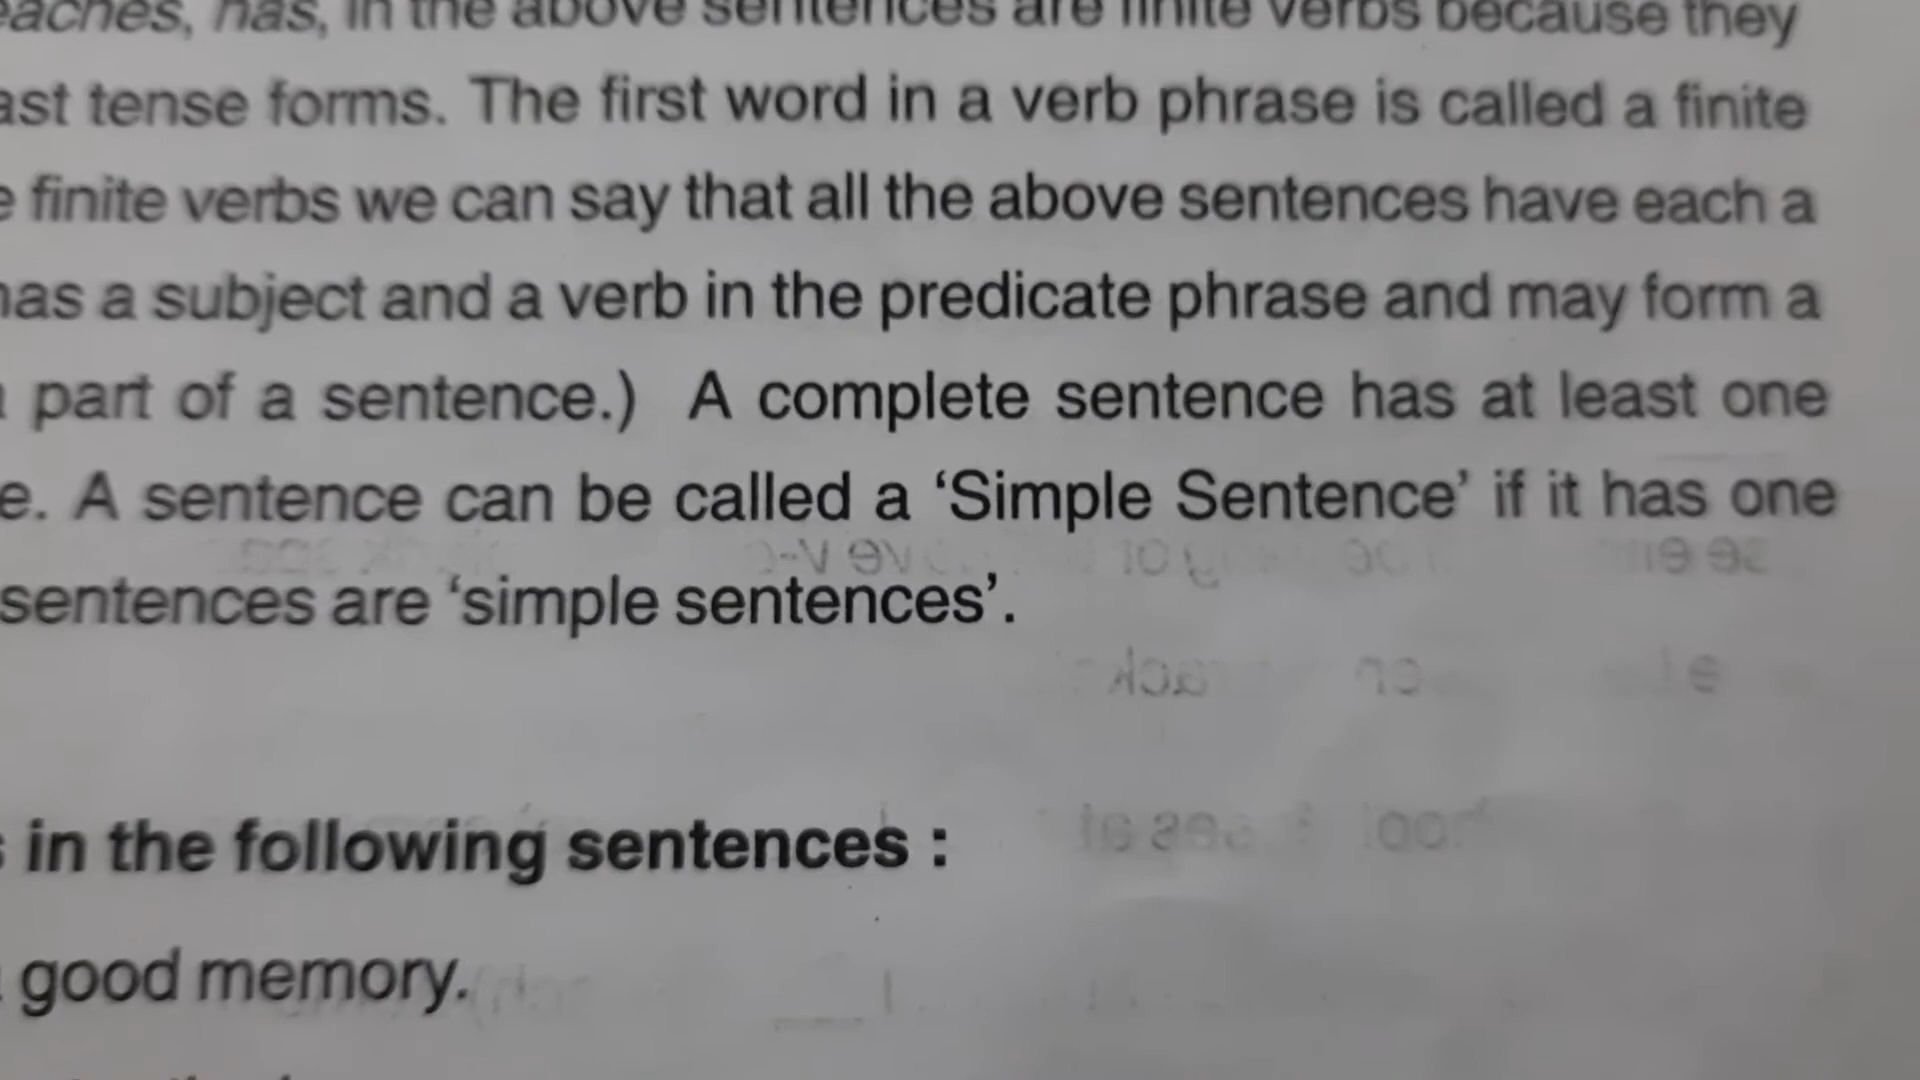 has, in the above sentences are finite verbs because they
tense forms. The first word in a verb phrase is called a finite
finite verbs we can say that all the above sentences have each a
has a subject and a verb in the predicate phrase and may form a
part of a sentence.) A complete sentence has at least one
A sentence can be called a ‘Simple Sentence’ if it has one
sentences are ‘simple sentences’.
in the following sentences :
good memory.